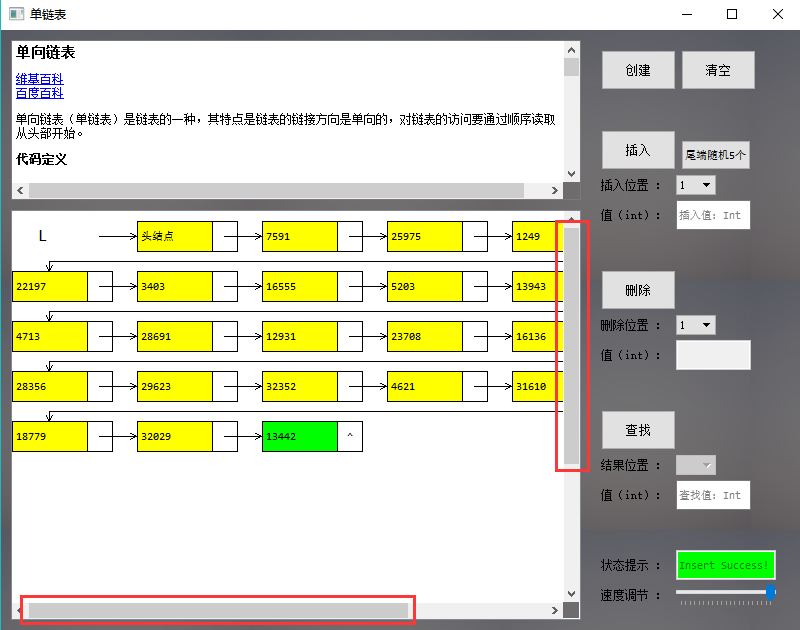 单链表
单向链表
维基百科
百度百科
单向链表（单链表）是链表的一种，其特点是链表的链接方向是单向的，对链表的访问要通过顺序读取
从头部开始。
代码定义
创建
清空
插入
尾端随机5个
插入位置 ：
1
值（int）：
插入值：Int
删除
删除位置 ：
1
值（int）：
查找
结果位置 ：
值（int）：
查找值：Int
状态提示 ：
Insert Success!
速度调节 ：
L
头结点
7591
25975
1249
22197
3403
16555
5203
13943
4713
28691
12931
23708
16136
28356
29623
32352
4621
31610
18779
32029
13442
^